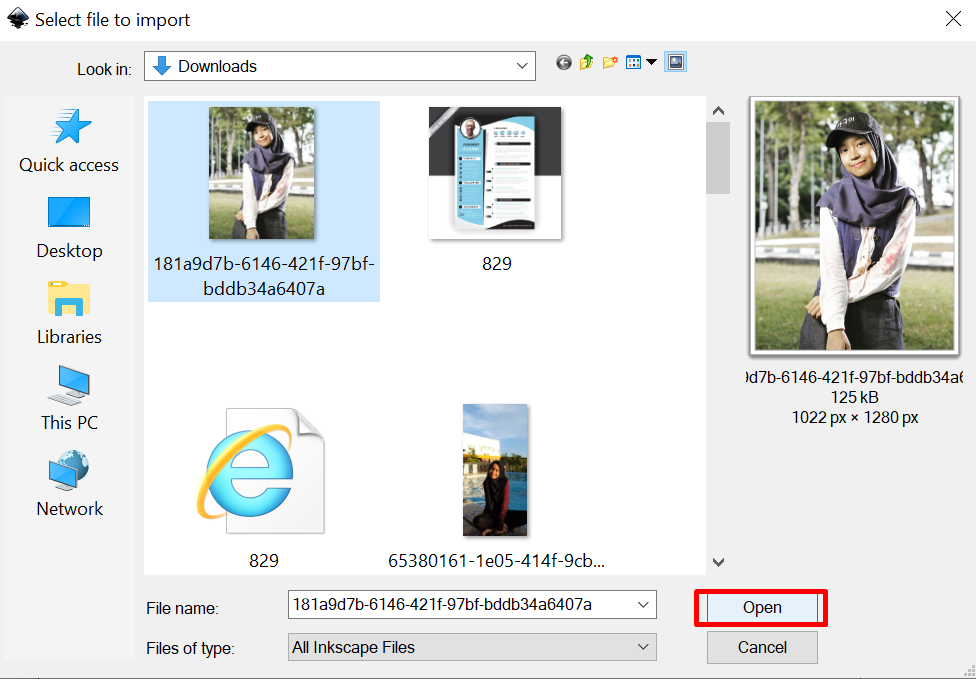 Select file to import
Look in:
Downloads
Quick access
Desktop
Libraries
This PC
Network
181a9d7b-6146-421f-97bf-
bddb34a6407a
829
829
65380161-1e05-414f-9cb...
9d7b-6146-421f-97bf-bddb34a6
125 kB
1022 px × 1280 px
File name:
181a9d7b-6146-421f-97bf-bddb34a6407a
Open
Files of type:
All Inkscape Files
Cancel